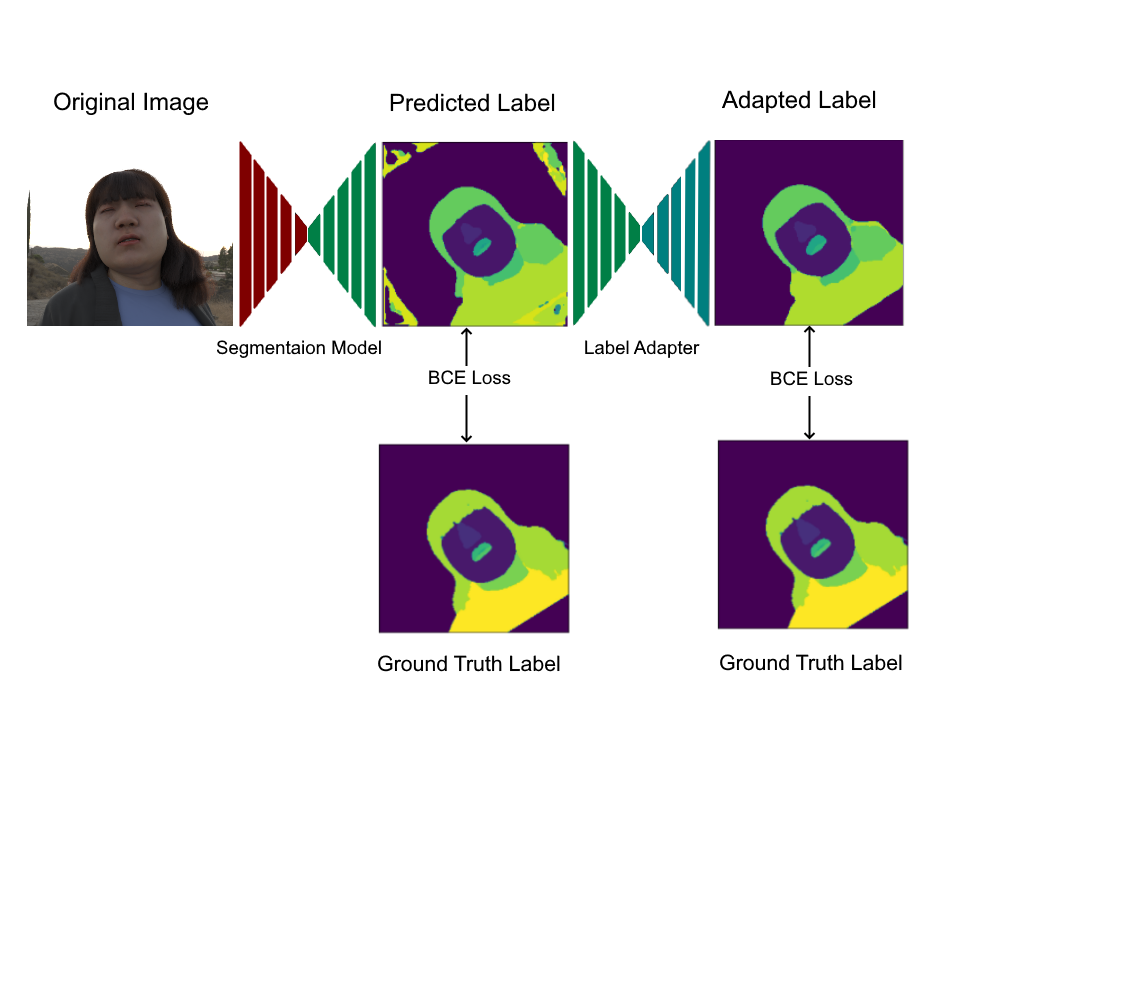 Original Image
Predicted Label
Adapted Label
Segmentaion Model
Label Adapter
BCE Loss
BCE Loss
Ground Truth Label
Ground Truth Label